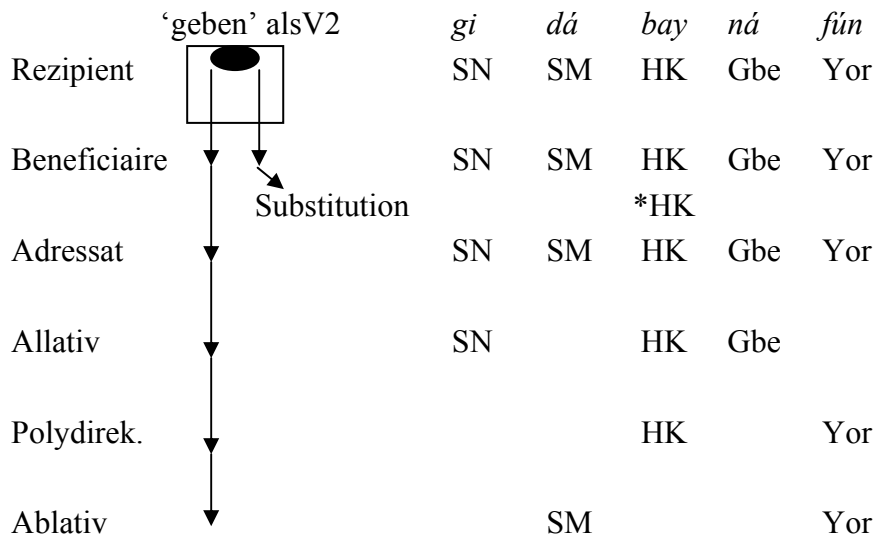 ‘geben’ alsV2 gi dá bay ná fún
Rezipient SN SM HK Gbe Yor
Beneficiaire SN SM HK Gbe Yor
Substitution *HK
Adressat SN SM HK Gbe Yor
Allativ SN HK Gbe
Polydirek. HK Yor
Ablativ SM Yor